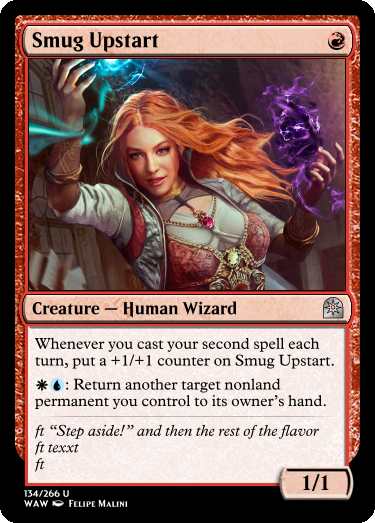 Smug Upstart
Creature — Human Wizard
Whenever you cast your second spell each
turn, put a +1/+1 counter on Smug Upstart.
: Return another target nonland
permanent you control to its owner's hand.
ft “Step aside!” and then the rest of the flavor
ft texxt
ft
1/1
134/266 U
WAW Felipe Malini